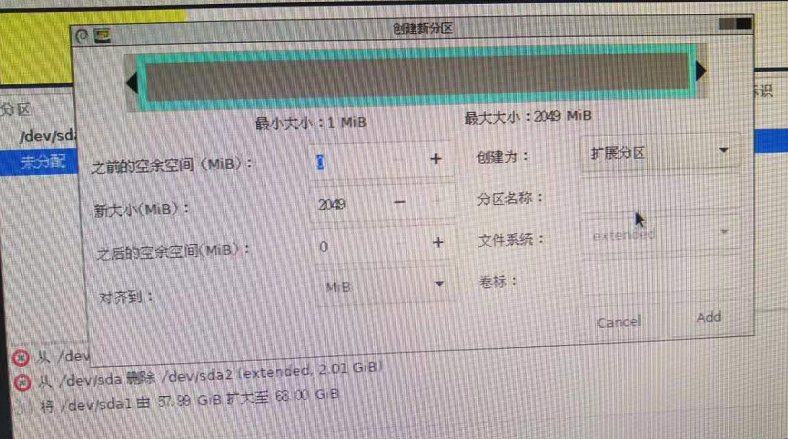 创建新分区
分区
标识
/dev/sda
未分配
最小大小：1 MiB
最大大小：2049 MiB
之前的空余空间（MiB）：
0
+
创建为：
扩展分区
新大小(MiB)：
2049
−
分区名称：
之后的空余空间(MiB)：
0
+
文件系统：
extended
对齐到：
MiB
卷标：
Cancel
Add
从 /dev
从 /dev/sda 删除 /dev/sda2 (extended, 2.01 GiB)
将 /dev/sda1 由 57.99 GiB 扩大至
GiB